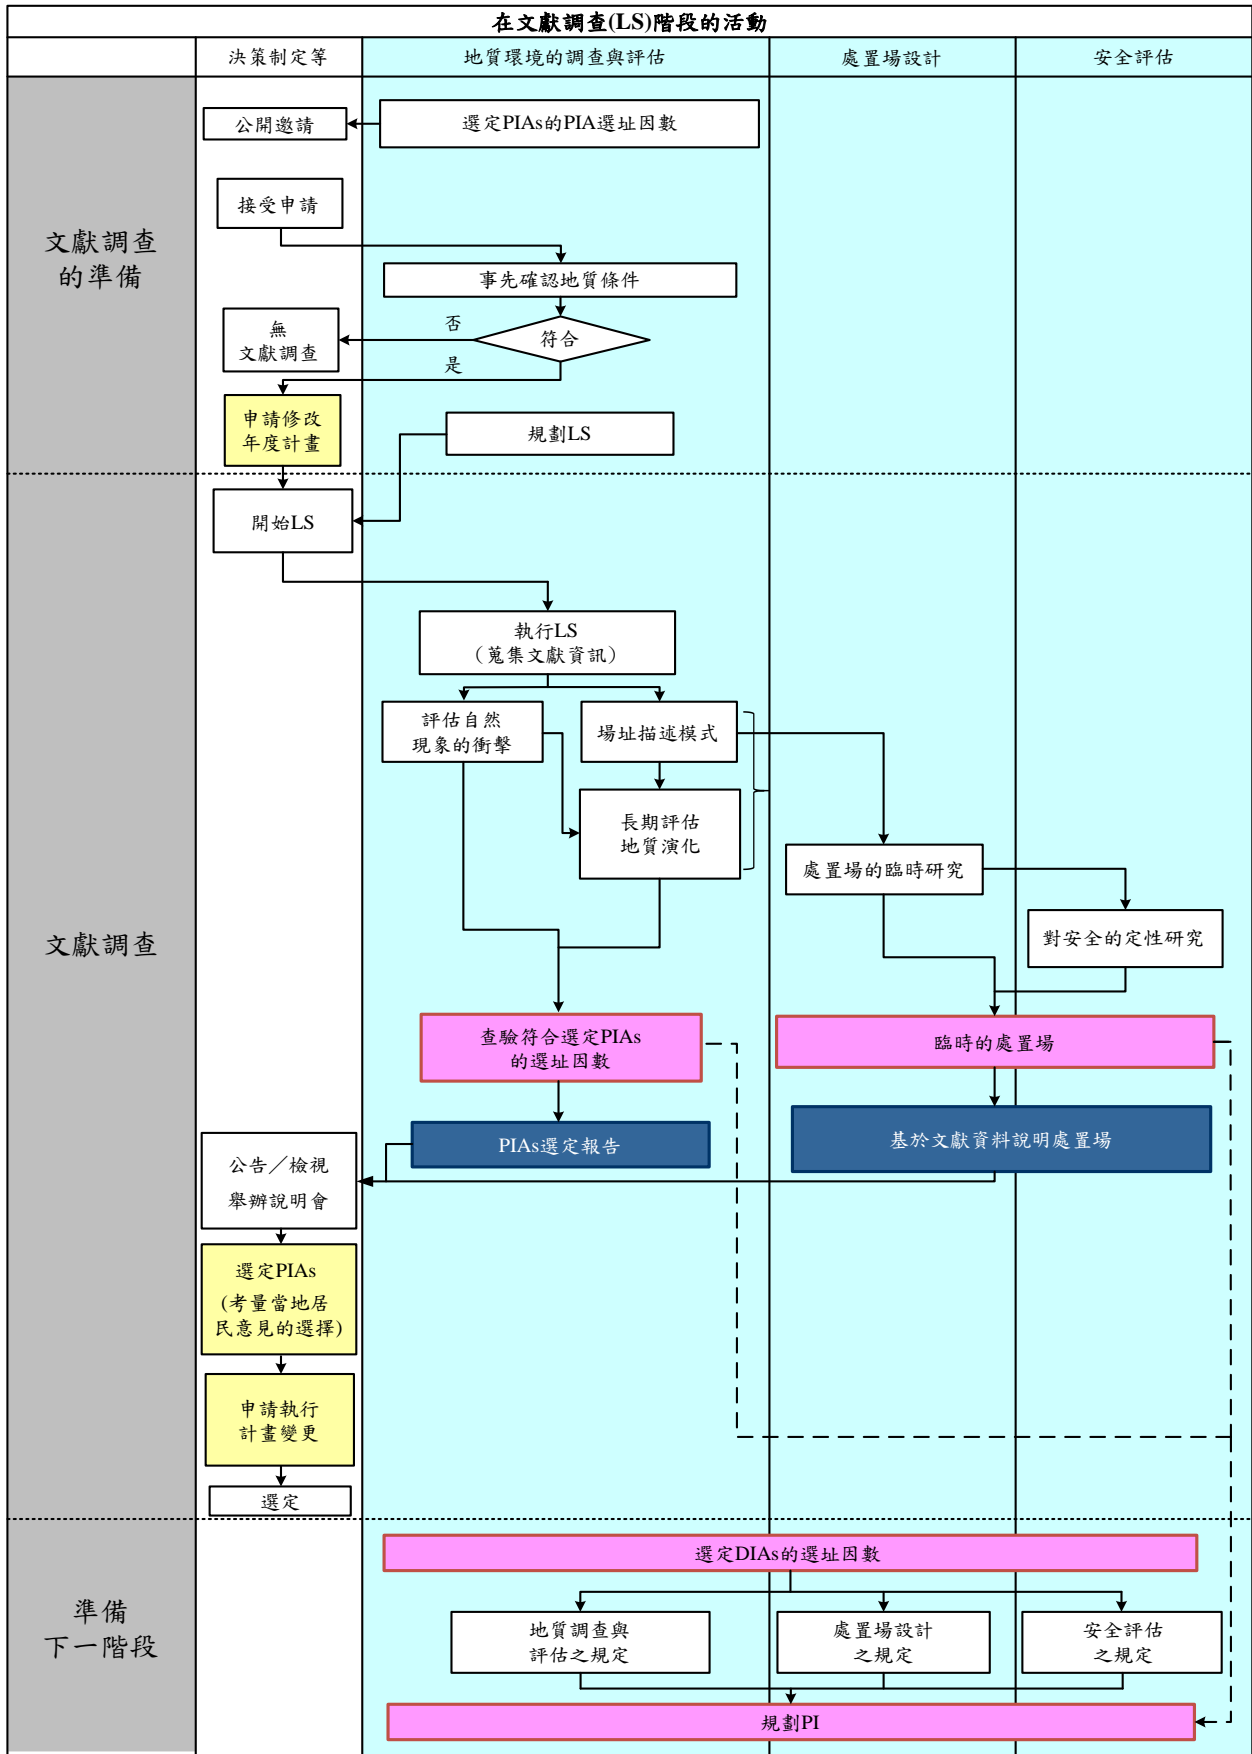 在文獻調查(LS)階段的活動
決策制定等
地質環境的調查與評估
處置場設計
安全評估
文獻調查
的準備
公開邀請
選定PIAs的PIA選址因數
接受申請
事先確認地質條件
無
文獻調查
否
符合
是
申請修改
年度計畫
規劃LS
文獻調查
開始LS
執行LS
（蒐集文獻資訊）
評估自然
現象的衝擊
場址描述模式
長期評估
地質演化
處置場的臨時研究
對安全的定性研究
查驗符合選定PIAs
的選址因數
臨時的處置場
PIAs選定報告
基於文獻資料說明處置場
公告／檢視
舉辦說明會
選定PIAs
(考量當地居
民意見的選擇)
申請執行
計畫變更
選定
準備
下一階段
選定DIAs的選址因數
地質調查與
評估之規定
處置場設計
之規定
安全評估
之規定
規劃PI